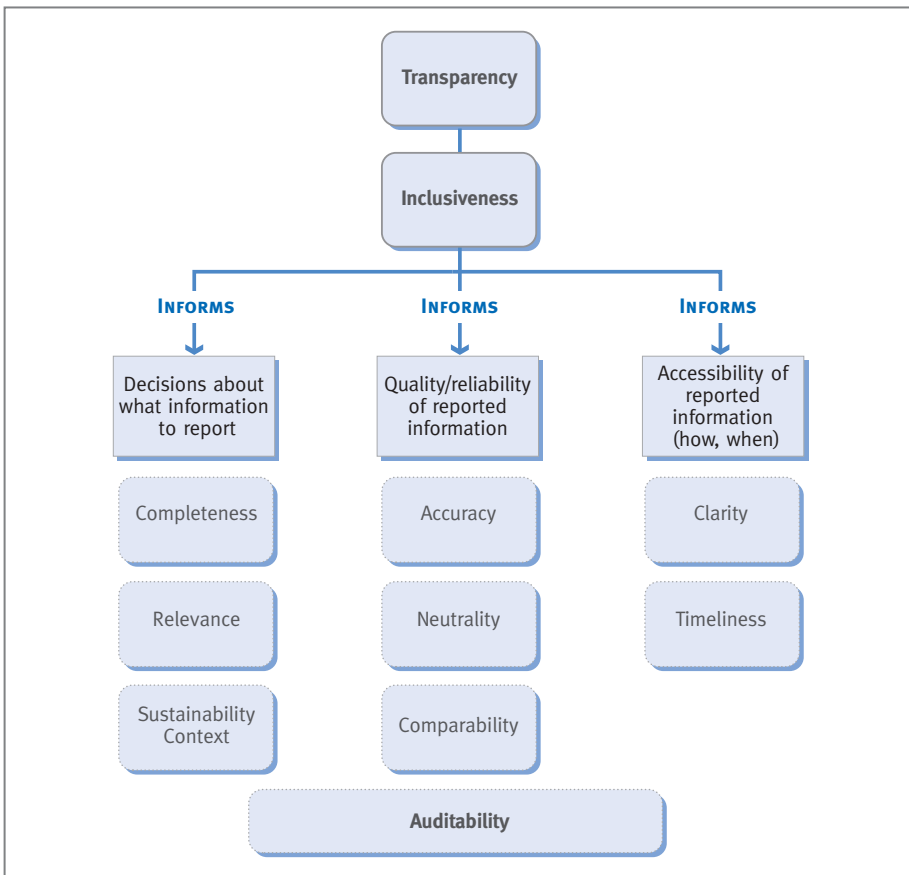 Transparency
Inclusiveness
INFORMS
INFORMS
INFORMS
Decisions about
what information
to report
Quality/reliability
of reported
information
Accessibility of
reported
information
(how, when)
Completeness
Accuracy
Clarity
Relevance
Neutrality
Timeliness
Sustainability
Context
Comparability
Auditability